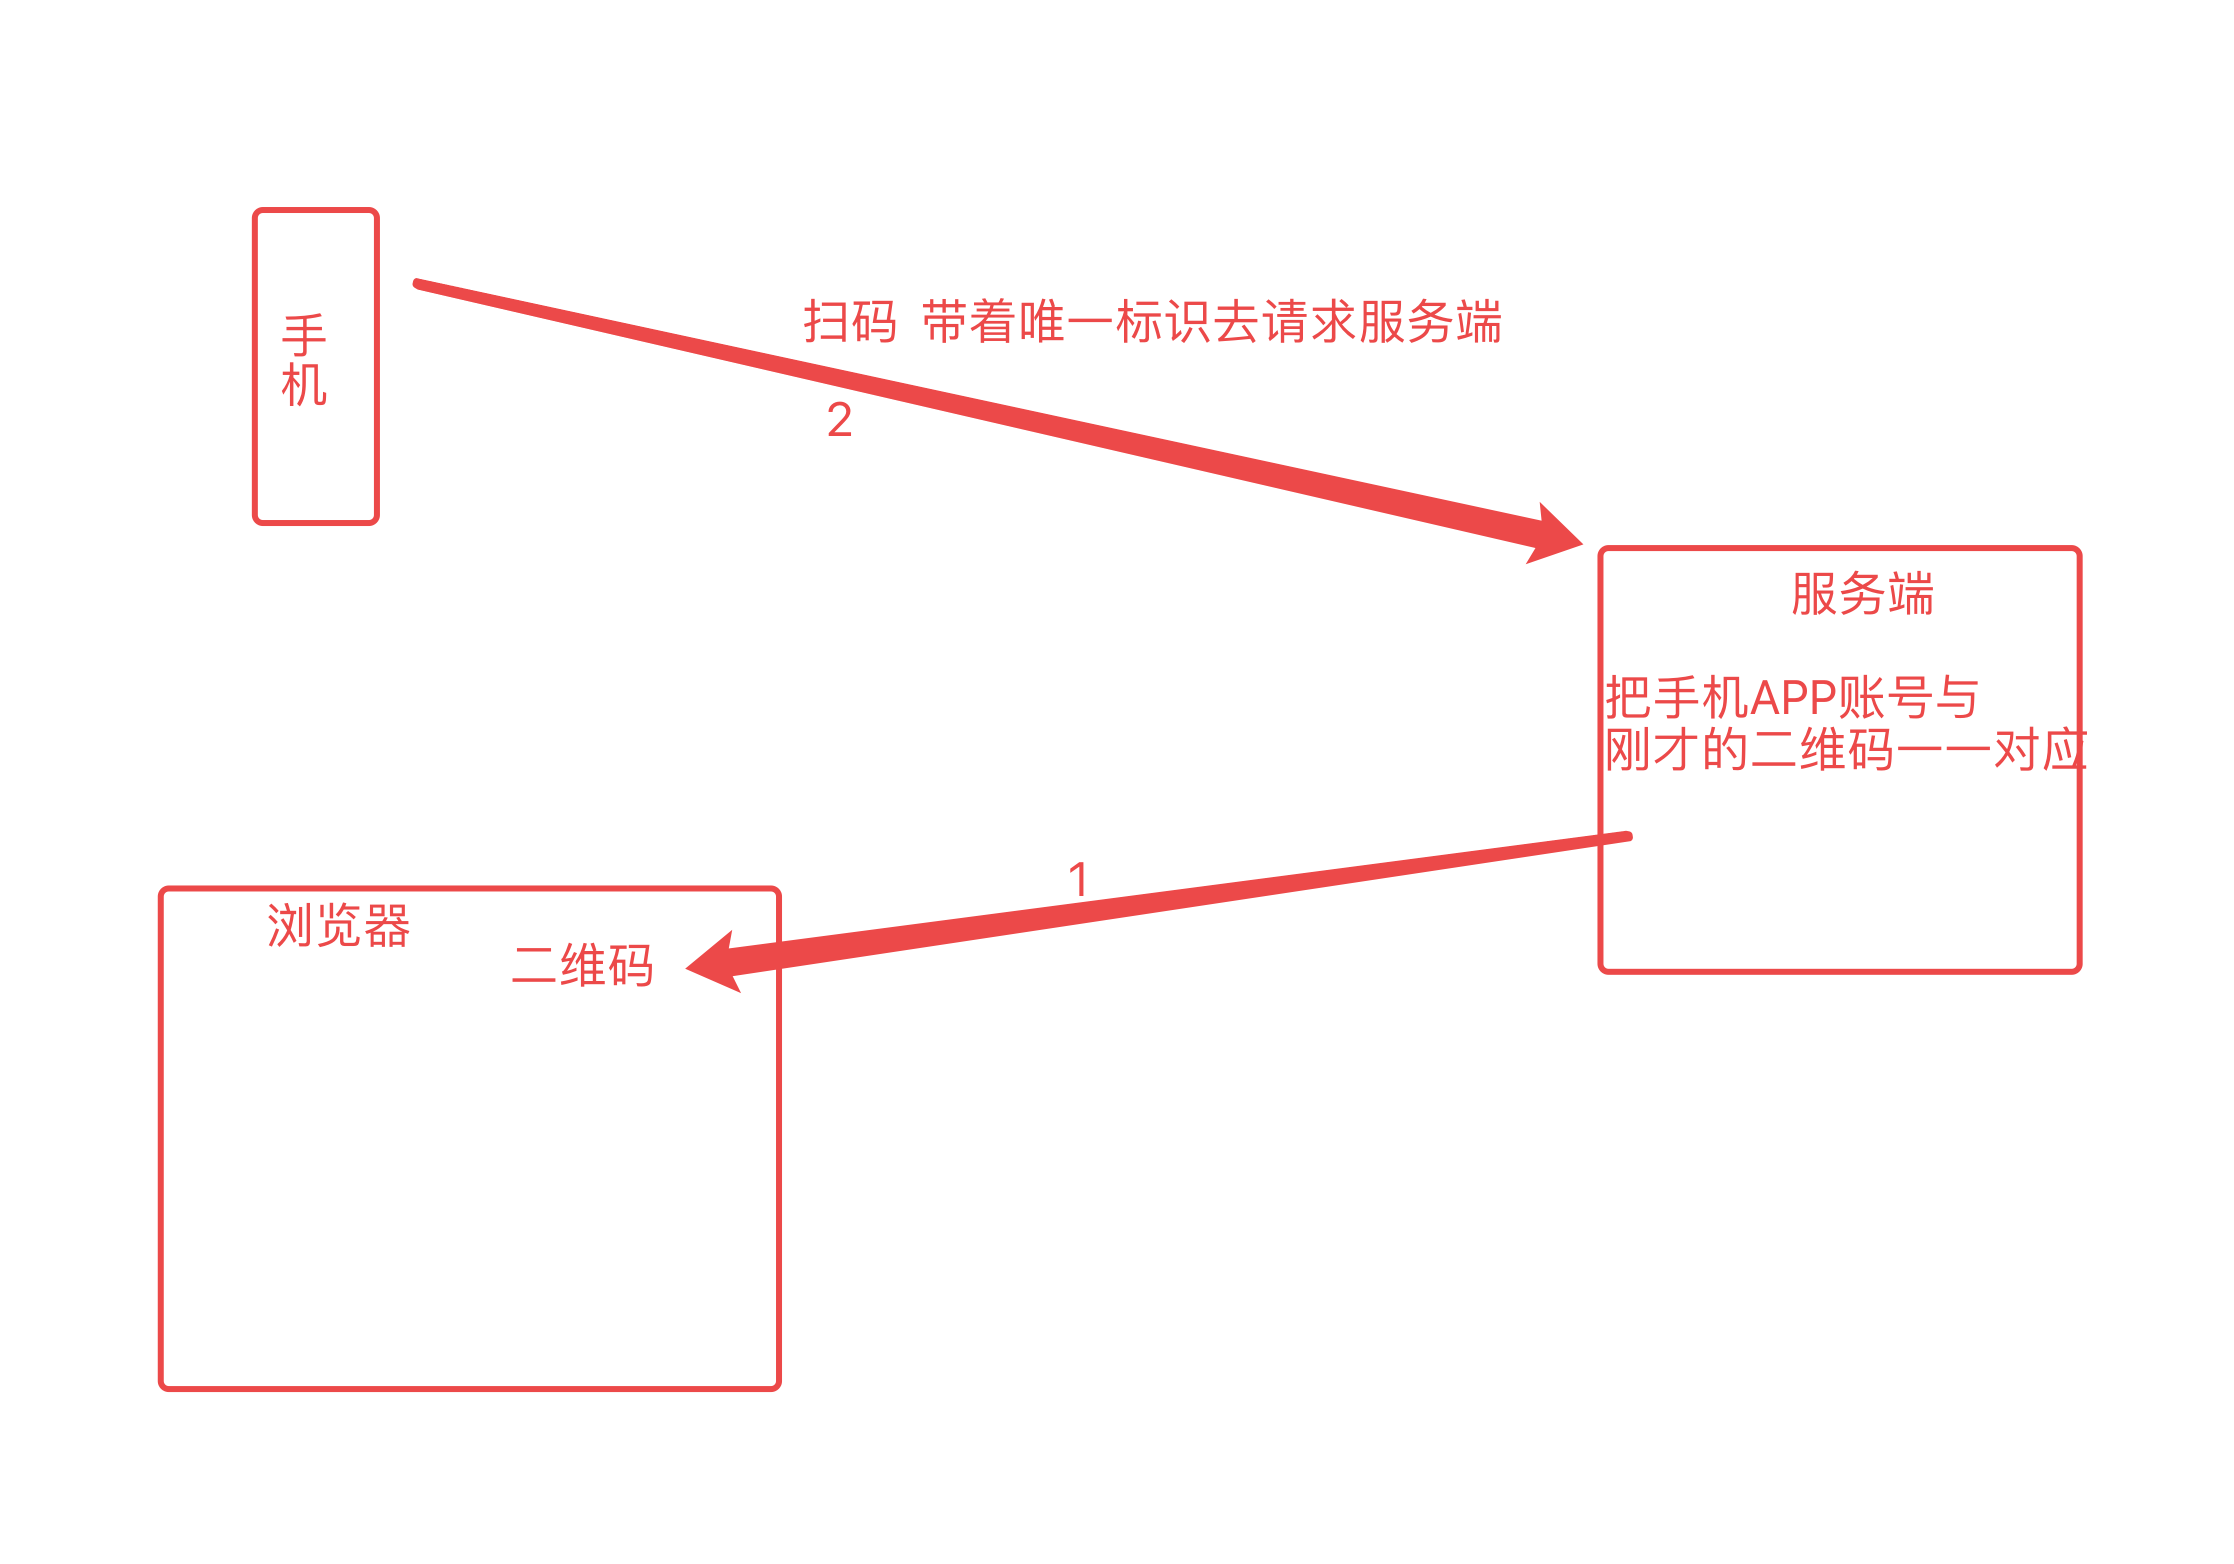 手
机
扫码 带着唯一标识去请求服务端
2
服务端
把手机APP账号与
刚才的二维码一一对应
1
浏览器
二维码